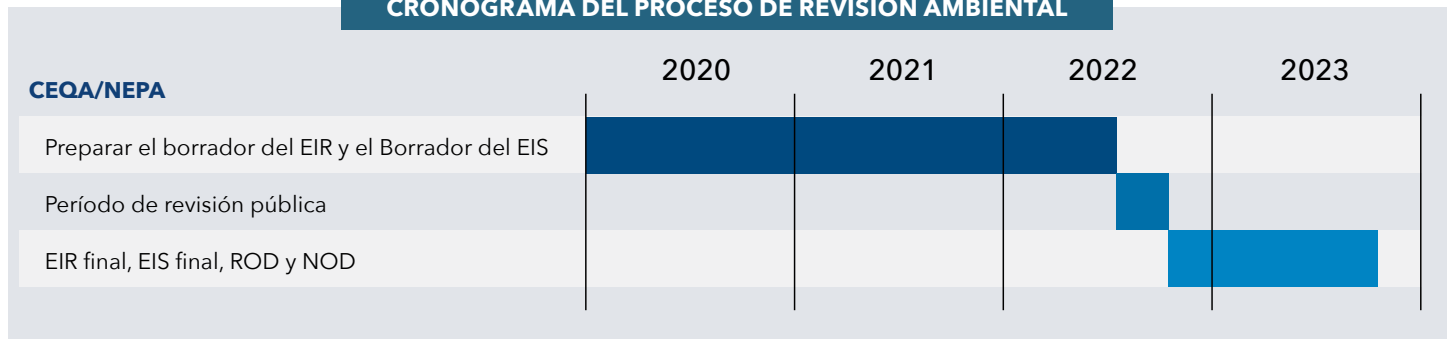 CRONOGRAMA DEL PROCESO DE REVISIÓN AMBIENTAL
2020 2021 2022 2023
CEQA/NEPA
Preparar el borrador del EIR y el Borrador del EIS
Período de revisión pública
EIR final, EIS final, ROD y NOD